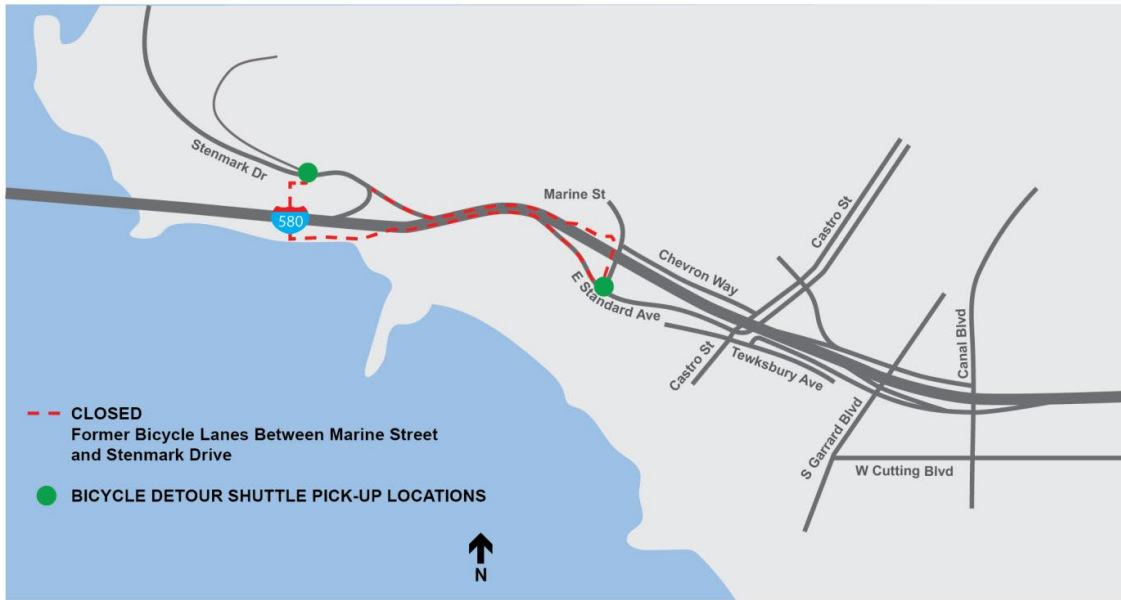 Stenmark Dr
580
Marine St
Castro St
Chevron Way
E Standard Ave
Castro St
Tewksbury Ave
Canal Blvd
S Garrard Blvd
W Cutting Blvd
CLOSED
Former Bicycle Lanes Between Marine Street
and Stenmark Drive
BICYCLE DETOUR SHUTTLE PICK-UP LOCATIONS
N